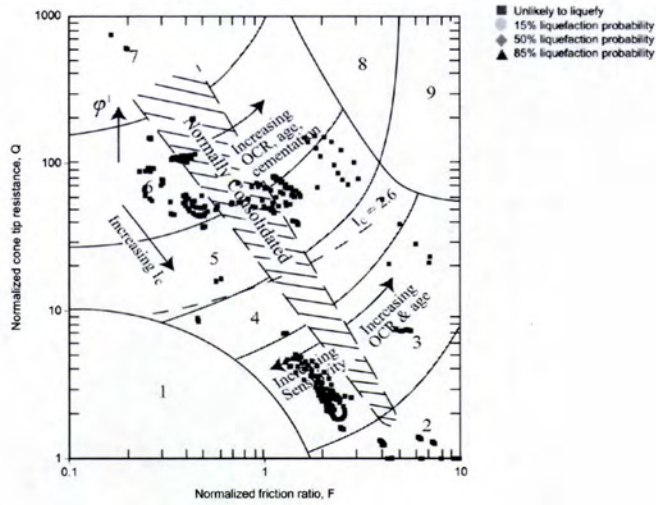 Unlikely to liquefy
15% liquefaction probability
50% liquefaction probability
85% liquefaction probability
1000
100
10
1
0.1
1
10
Normalized cone tip resistance, Q
Normalized friction ratio, F
7
8
9
φ'
Increasing
OCR, age,
cementation
Normally Consolidated
6
Increasing Ic
Ic = 2.6
5
4
Increasing
OCR & age
3
Increasing
Sensitivity
1
2